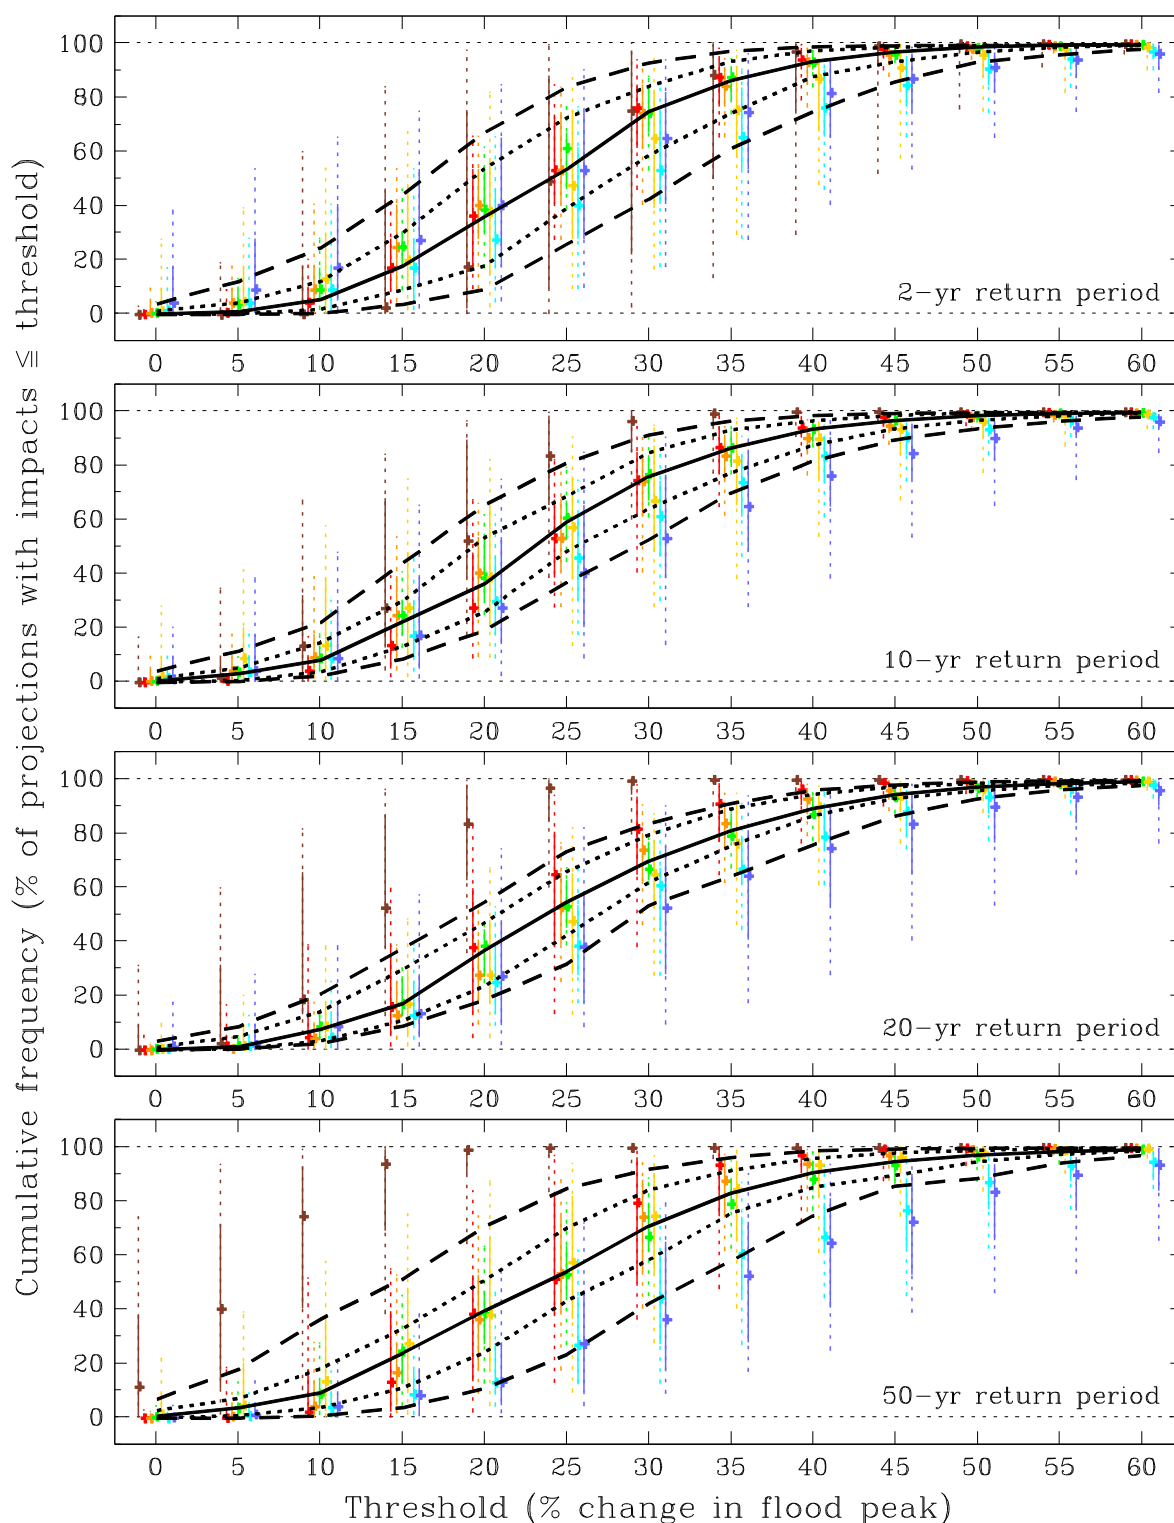 Cumulative frequency (% of projections with impacts ≤ threshold)
100
80
60
40
20
0
2-yr return period
0 5 10 15 20 25 30 35 40 45 50 55 60
100
80
60
40
20
0
10-yr return period
0 5 10 15 20 25 30 35 40 45 50 55 60
100
80
60
40
20
0
20-yr return period
0 5 10 15 20 25 30 35 40 45 50 55 60
100
80
60
40
20
0
50-yr return period
0 5 10 15 20 25 30 35 40 45 50 55 60
Threshold (% change in flood peak)